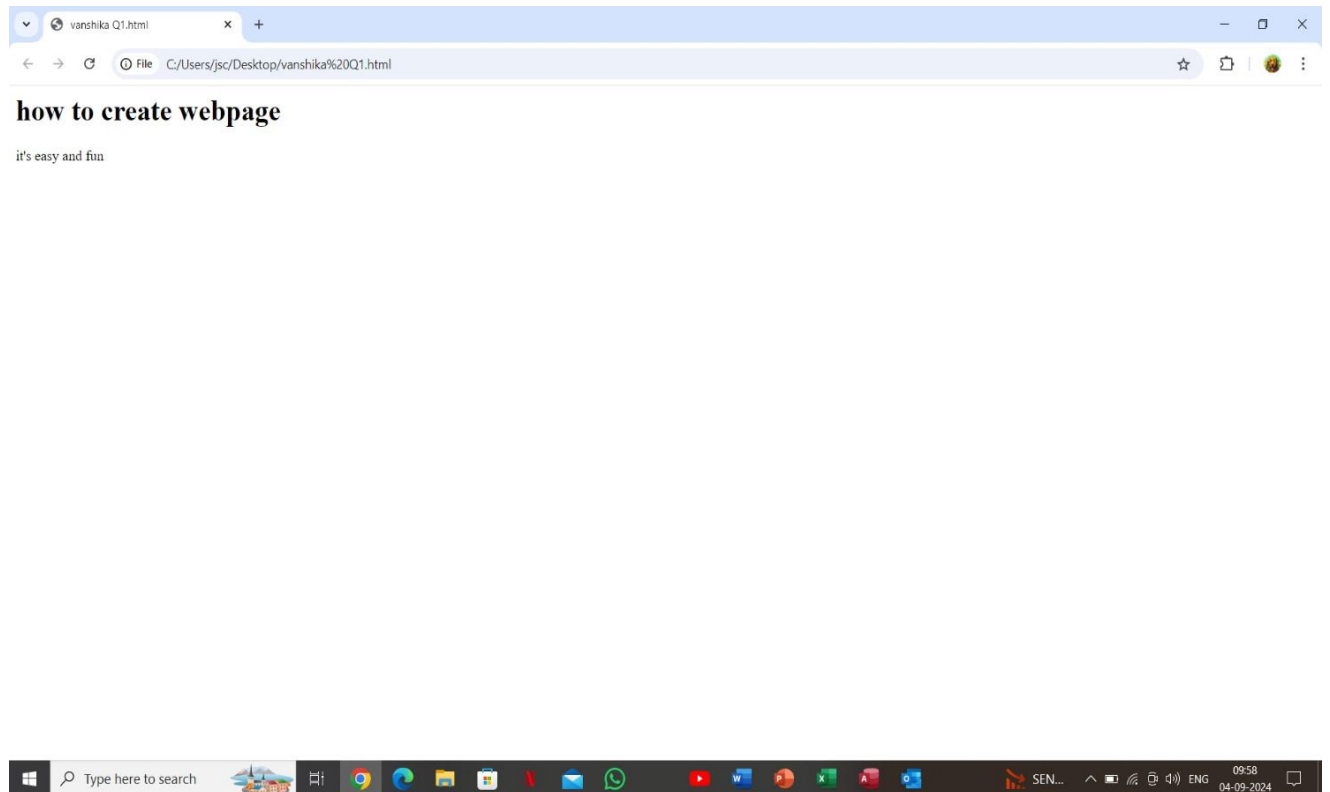 vanshika Q1.html
File C:/Users/jsc/Desktop/vanshika%20Q1.html
how to create webpage
it's easy and fun
Type here to search
SEN... ENG 09:58
04-09-2024